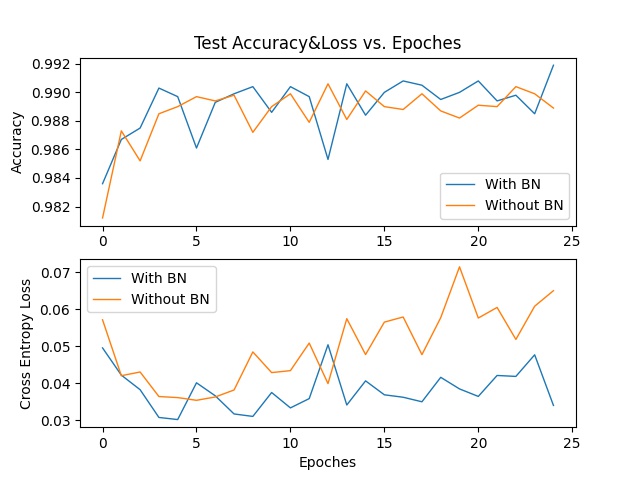 Test Accuracy&Loss vs. Epoches
0.992
0.990
0.988
0.986
0.984
0.982
Accuracy
With BN
Without BN
0 5 10 15 20 25
0.07
0.06
0.05
0.04
0.03
Cross Entropy Loss
With BN
Without BN
0 5 10 15 20 25
Epoches